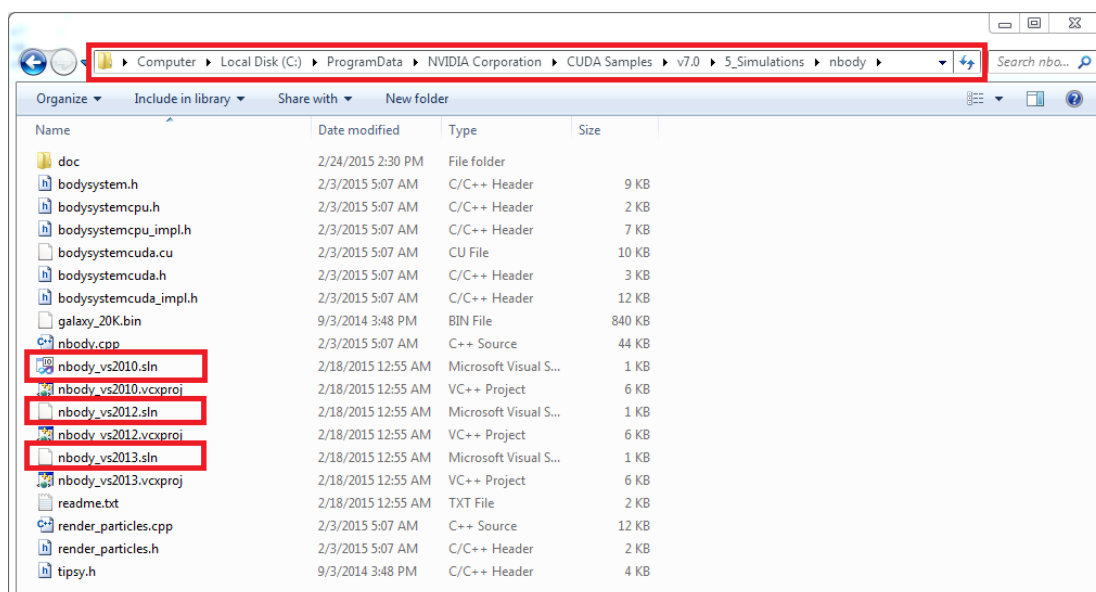 Computer Local Disk (C:) ProgramData NVIDIA Corporation CUDA Samples v7.0 5_Simulations nbody Search nbo...
Organize Include in library Share with New folder
Name Date modified Type Size
doc 2/24/2015 2:30 PM File folder
bodysystem.h 2/3/2015 5:07 AM C/C++ Header 9 KB
bodysystemcpu.h 2/3/2015 5:07 AM C/C++ Header 2 KB
bodysystemcpu_impl.h 2/3/2015 5:07 AM C/C++ Header 7 KB
bodysystemcuda.cu 2/3/2015 5:07 AM CU File 10 KB
bodysystemcuda.h 2/3/2015 5:07 AM C/C++ Header 3 KB
bodysystemcuda_impl.h 2/3/2015 5:07 AM C/C++ Header 12 KB
galaxy_20K.bin 9/3/2014 3:48 PM BIN File 840 KB
nbody.cpp 2/3/2015 5:07 AM C++ Source 44 KB
nbody_vs2010.sln 2/18/2015 12:55 AM Microsoft Visual S... 1 KB
nbody_vs2010.vcxproj 2/18/2015 12:55 AM VC++ Project 6 KB
nbody_vs2012.sln 2/18/2015 12:55 AM Microsoft Visual S... 1 KB
nbody_vs2012.vcxproj 2/18/2015 12:55 AM VC++ Project 6 KB
nbody_vs2013.sln 2/18/2015 12:55 AM Microsoft Visual S... 1 KB
nbody_vs2013.vcxproj 2/18/2015 12:55 AM VC++ Project 6 KB
readme.txt 2/18/2015 12:55 AM TXT File 2 KB
render_particles.cpp 2/3/2015 5:07 AM C++ Source 12 KB
render_particles.h 2/3/2015 5:07 AM C/C++ Header 2 KB
tipsy.h 9/3/2014 3:48 PM C/C++ Header 4 KB